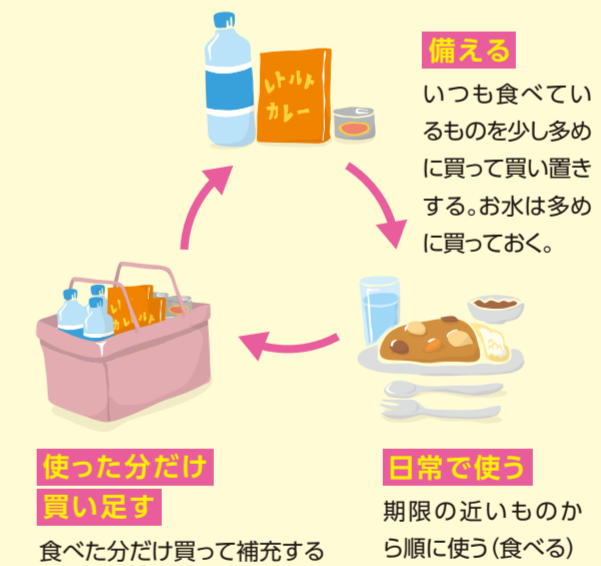 レトルト
カレー
備える
いつも食べてい
るものを少し多め
に買って買い置き
する。お水は多め
に買っておく。
日常で使う
期限の近いものか
ら順に使う（食べる）
使った分だけ
買い足す
食べた分だけ買って補充する